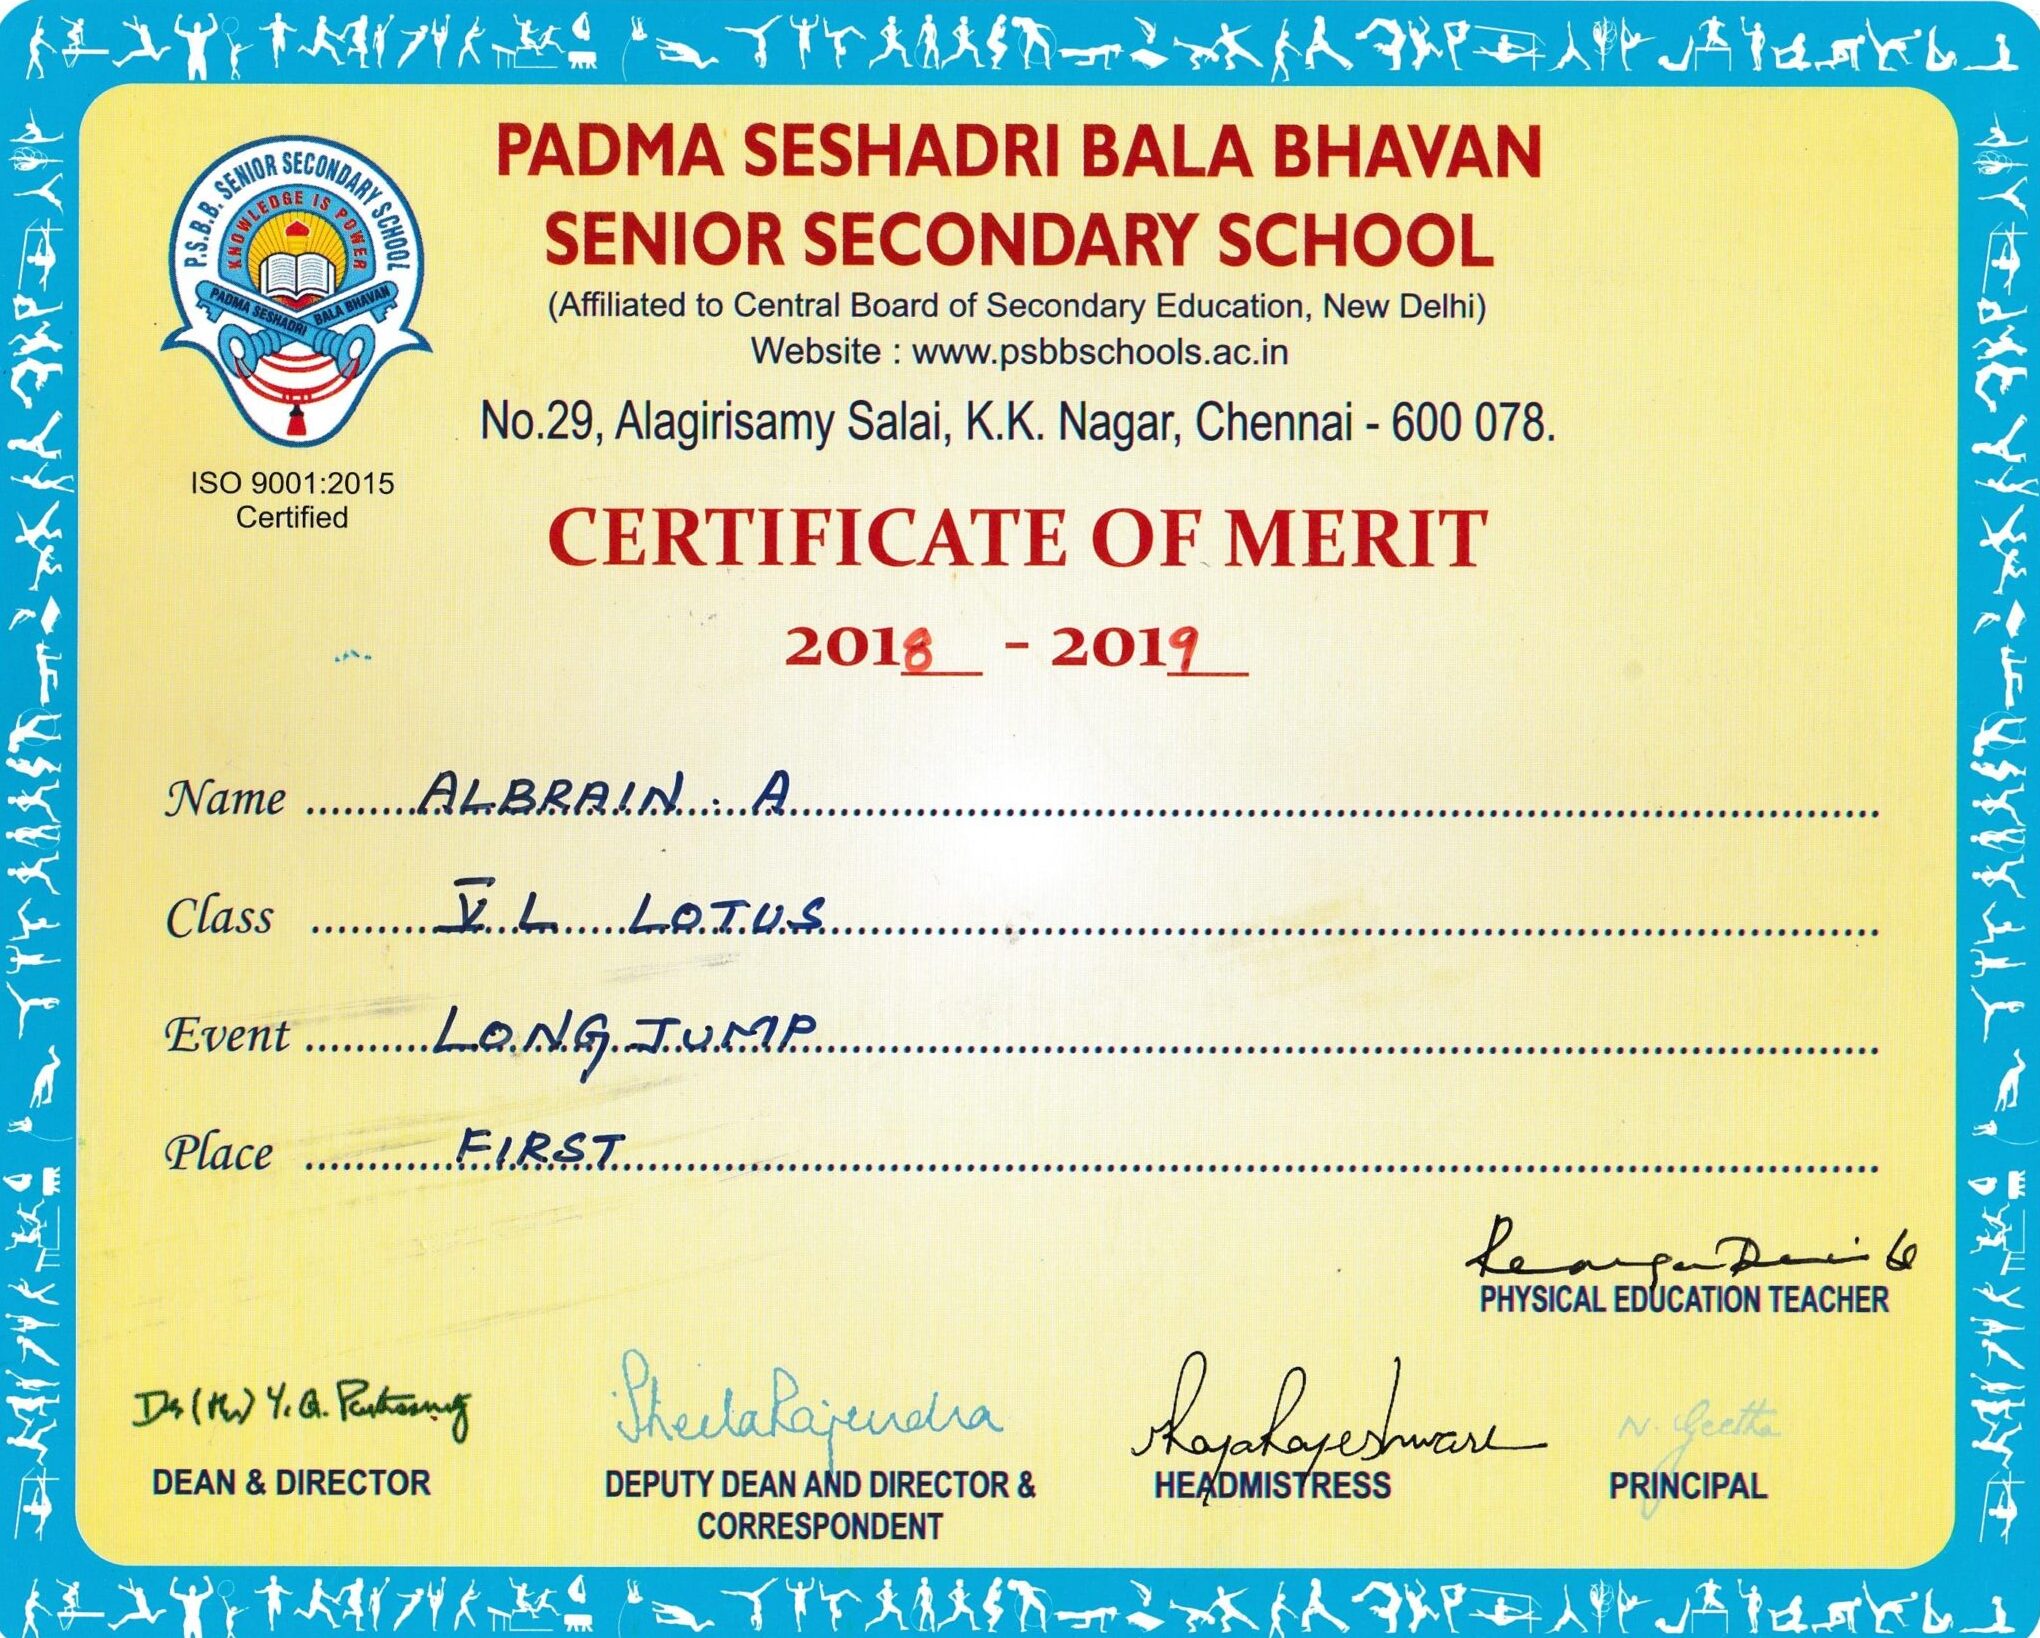 P.S.B.B. SENIOR SECONDARY SCHOOL
KNOWLEDGE IS POWER
PADMA SESHADRI BALA BHAVAN
ISO 9001:2015
Certified
PADMA SESHADRI BALA BHAVAN
SENIOR SECONDARY SCHOOL
(Affiliated to Central Board of Secondary Education, New Delhi)
Website : www.psbbschools.ac.in
No.29, Alagirisamy Salai, K.K. Nagar, Chennai - 600 078.
CERTIFICATE OF MERIT
2018 - 2019
Name ALBRAIN . A
Class V L LOTUS
Event LONG JUMP
Place FIRST
PHYSICAL EDUCATION TEACHER
Sheela Rajendra
N. Geetha
DEAN & DIRECTOR
DEPUTY DEAN AND DIRECTOR &
CORRESPONDENT
HEADMISTRESS
PRINCIPAL